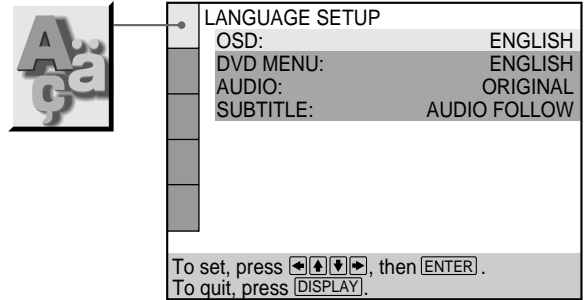 Aäç
LANGUAGE SETUP
OSD: ENGLISH
DVD MENU: ENGLISH
AUDIO: ORIGINAL
SUBTITLE: AUDIO FOLLOW
To set, press ←↑↓→, then ENTER.
To quit, press DISPLAY.